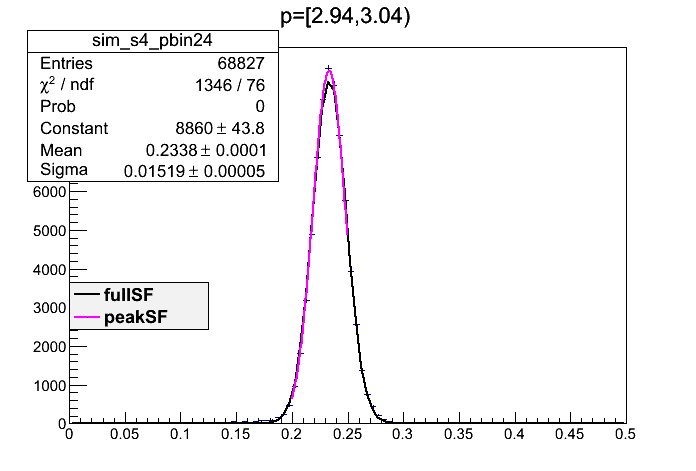 p=[2.94,3.04)
sim_s4_pbin24
Entries 68827
χ² / ndf 1346 / 76
Prob 0
Constant 8860 ± 43.8
Mean 0.2338 ± 0.0001
Sigma 0.01519 ± 0.00005
6000
5000
4000
3000
2000
1000
0
fullSF
peakSF
0 0.05 0.1 0.15 0.2 0.25 0.3 0.35 0.4 0.45 0.5